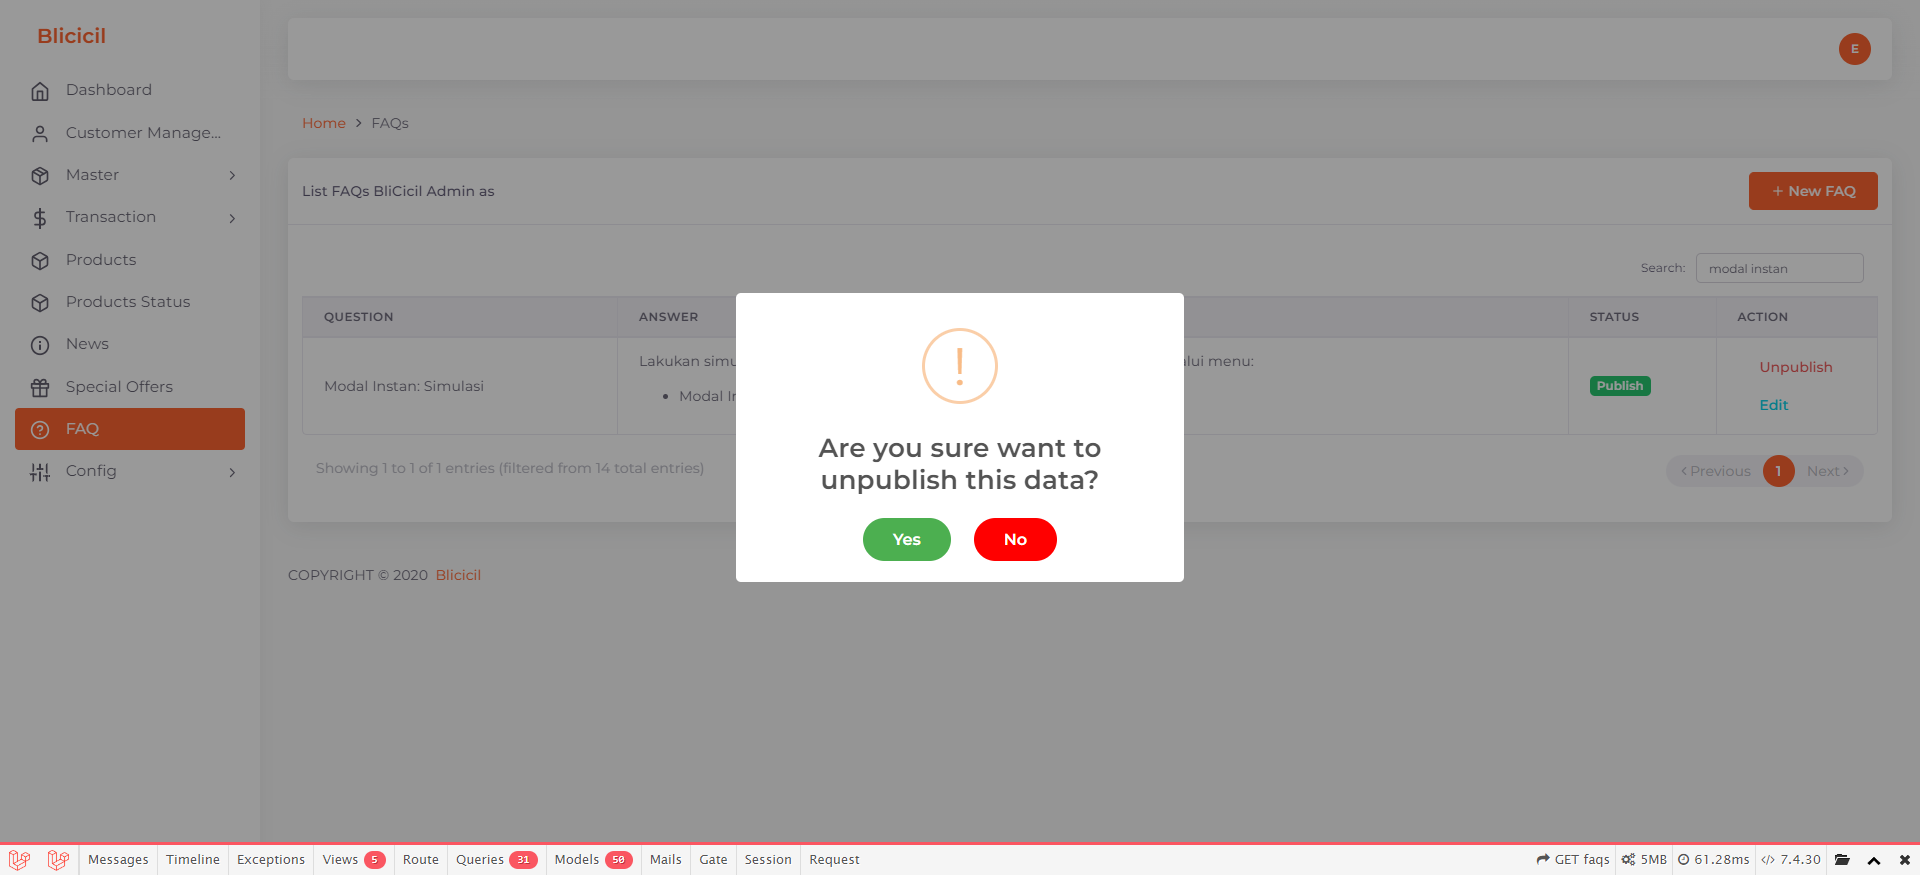 Blicicil
E
Dashboard
Customer Manage...
Master
Transaction
Products
Products Status
News
Special Offers
FAQ
Config
Home > FAQs
List FAQs BliCicil Admin as
+ New FAQ
Search: modal instan
QUESTION ANSWER STATUS ACTION
Modal Instan: Simulasi
Lakukan simu
alui menu:
• Modal Ir
Publish
Unpublish
Edit
Showing 1 to 1 of 1 entries (filtered from 14 total entries)
< Previous 1 Next >
!
Are you sure want to
unpublish this data?
Yes No
COPYRIGHT © 2020 Blicicil
Messages Timeline Exceptions Views 5 Route Queries 31 Models 50 Mails Gate Session Request GET faqs 5MB 61.28ms </> 7.4.30